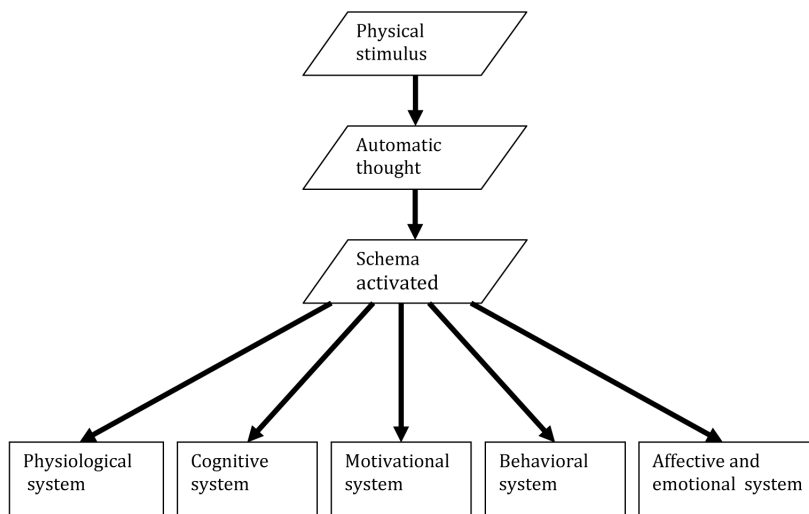 Physical
stimulus
Automatic
thought
Schema
activated
Physiological
system
Cognitive
system
Motivational
system
Behavioral
system
Affective and
emotional system